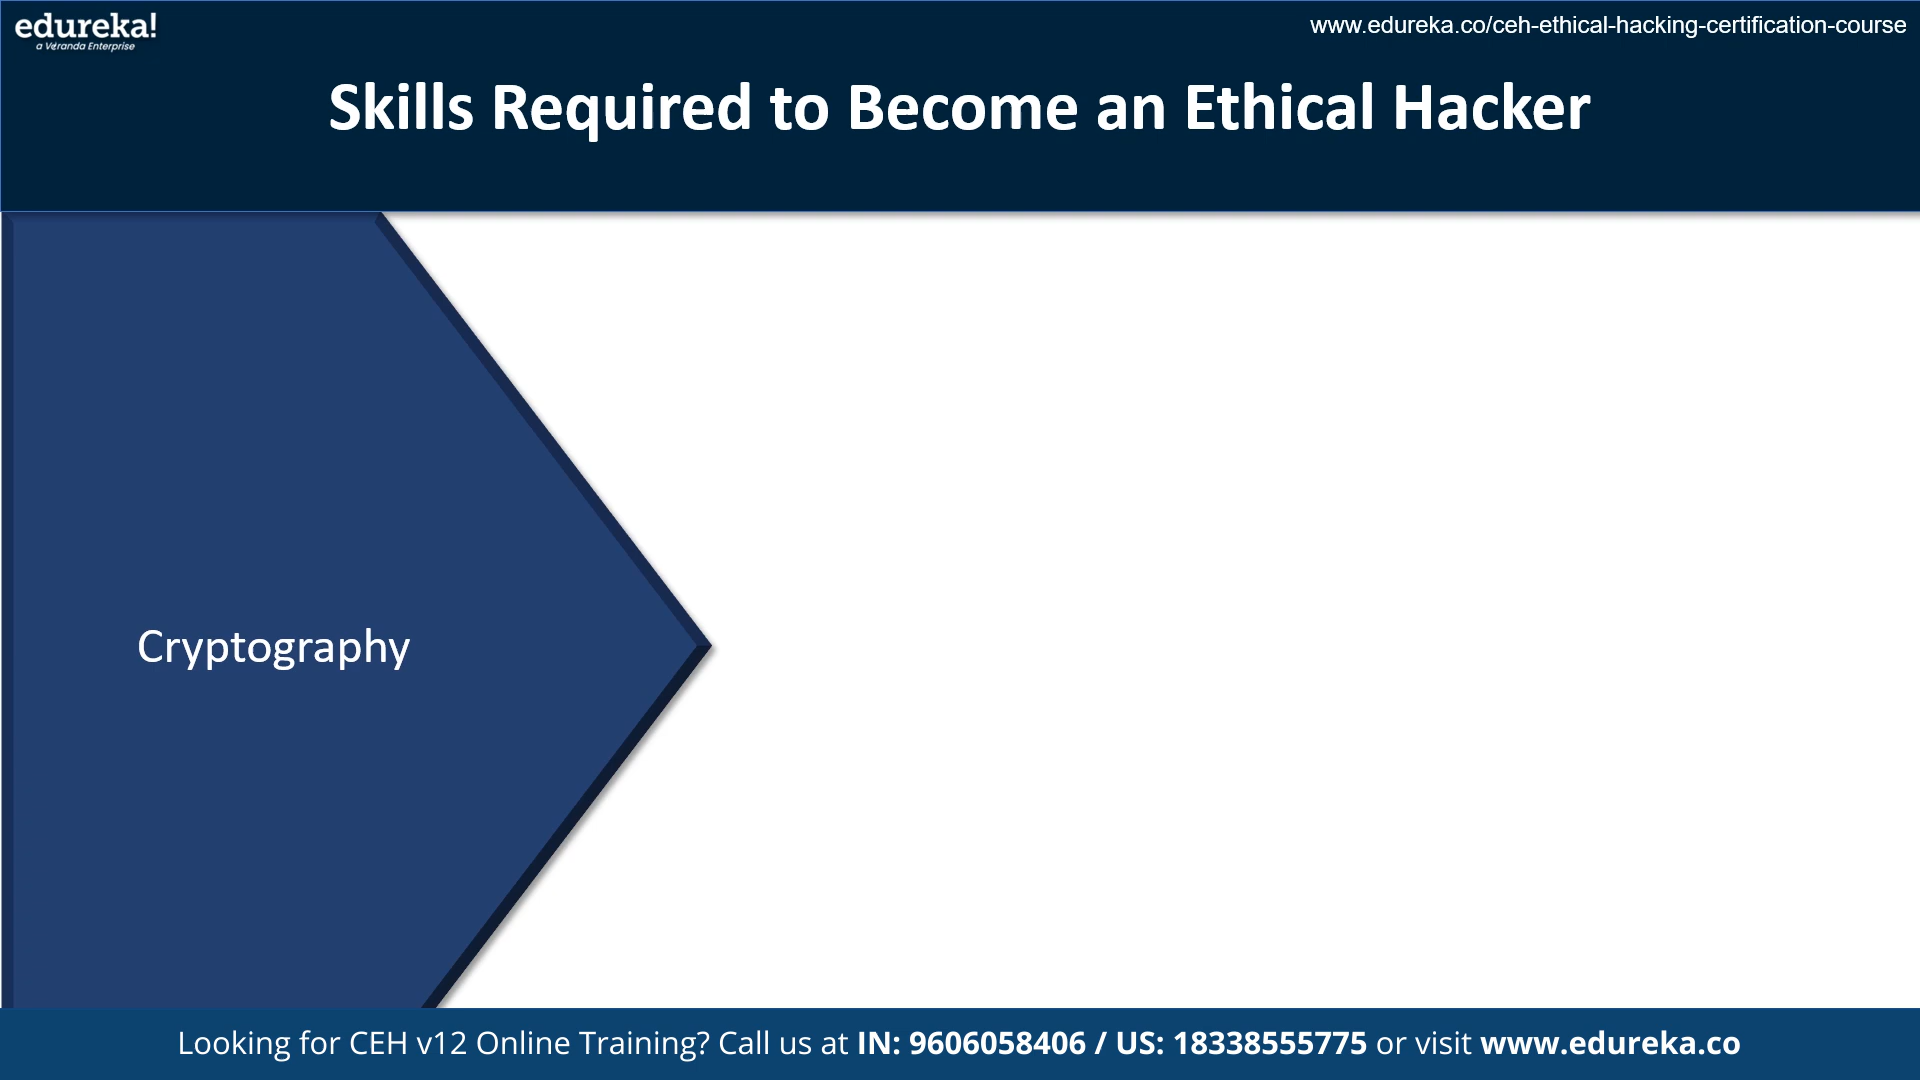 edureka!
a Veranda Enterprise
www.edureka.co/ceh-ethical-hacking-certification-course
Skills Required to Become an Ethical Hacker
Cryptography
Looking for CEH v12 Online Training? Call us at IN: 9606058406 / US: 18338555775 or visit www.edureka.co